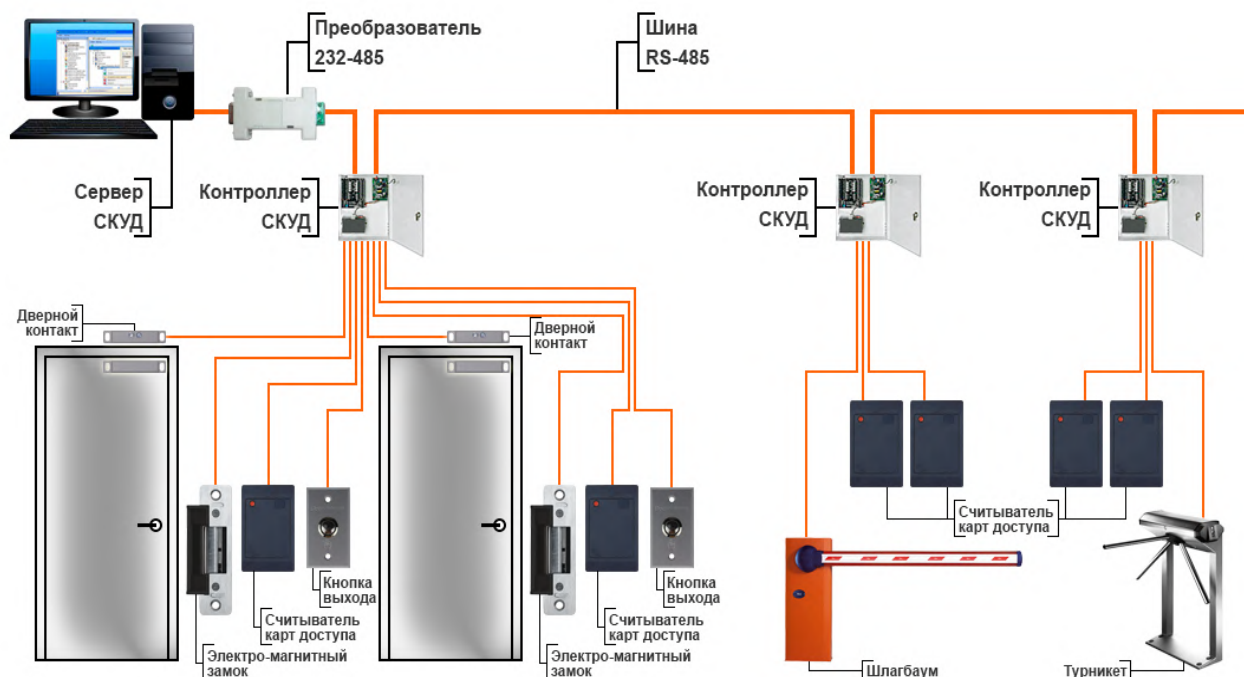 Преобразователь
232-485
Шина
RS-485
Сервер
СКУД
Контроллер
СКУД
Контроллер
СКУД
Контроллер
СКУД
Дверной
контакт
Дверной
контакт
Считыватель
карт доступа
Кнопка
выхода
Кнопка
выхода
Считыватель
карт доступа
Считыватель
карт доступа
Электро-магнитный
замок
Электро-магнитный
замок
Шлагбаум
Турникет